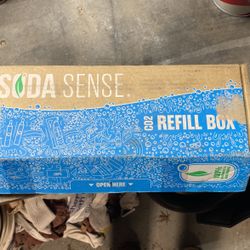 SODA SENSE.
CO2 REFILL BOX
OPEN HERE